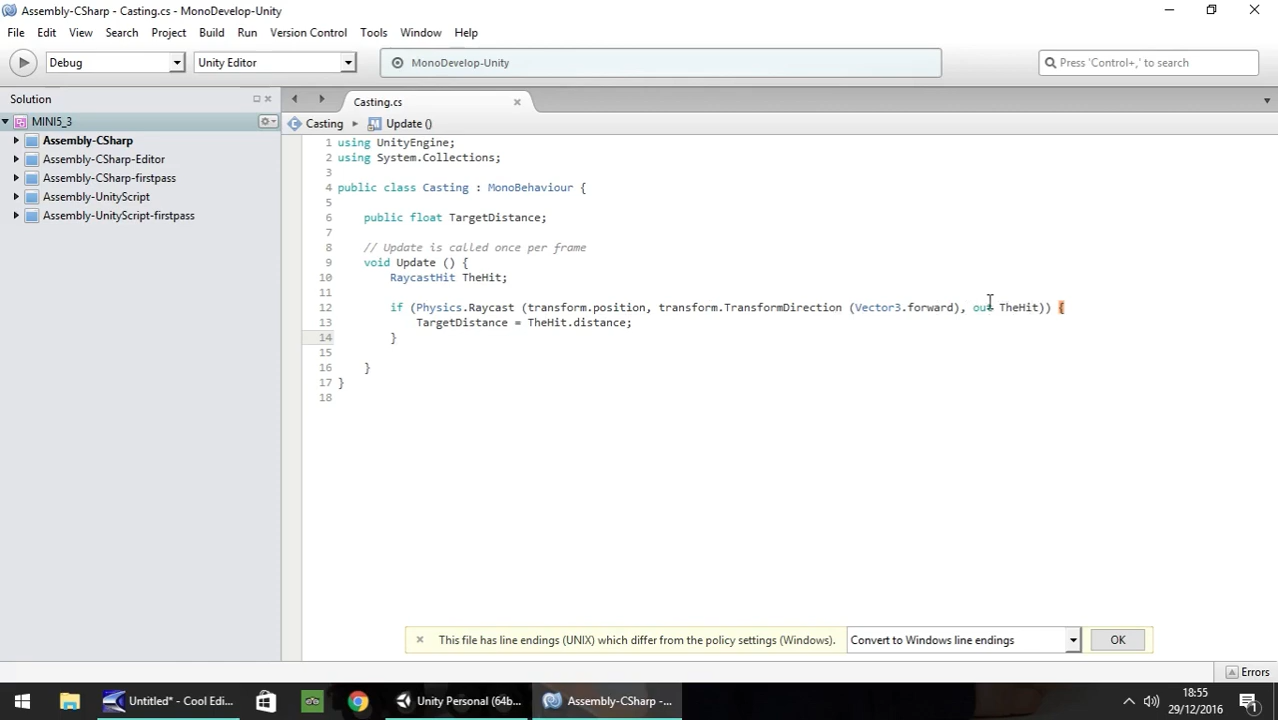 Assembly-CSharp - Casting.cs - MonoDevelop-Unity
File Edit View Search Project Build Run Version Control Tools Window Help
Debug Unity Editor MonoDevelop-Unity Press 'Control+,' to search
Solution Casting.cs
MINI5_3
Assembly-CSharp
Assembly-CSharp-Editor
Assembly-CSharp-firstpass
Assembly-UnityScript
Assembly-UnityScript-firstpass
Casting Update ()
1 using UnityEngine;
2 using System.Collections;
3
4 public class Casting : MonoBehaviour {
5
6 public float TargetDistance;
7
8 // Update is called once per frame
9 void Update () {
10 RaycastHit TheHit;
11
12 if (Physics.Raycast (transform.position, transform.TransformDirection (Vector3.forward), out TheHit)) {
13 TargetDistance = TheHit.distance;
14 }
15
16 }
17 }
18
This file has line endings (UNIX) which differ from the policy settings (Windows). Convert to Windows line endings OK
Errors
Untitled* - Cool Edi... Unity Personal (64b... Assembly-CSharp -...
18:55
29/12/2016